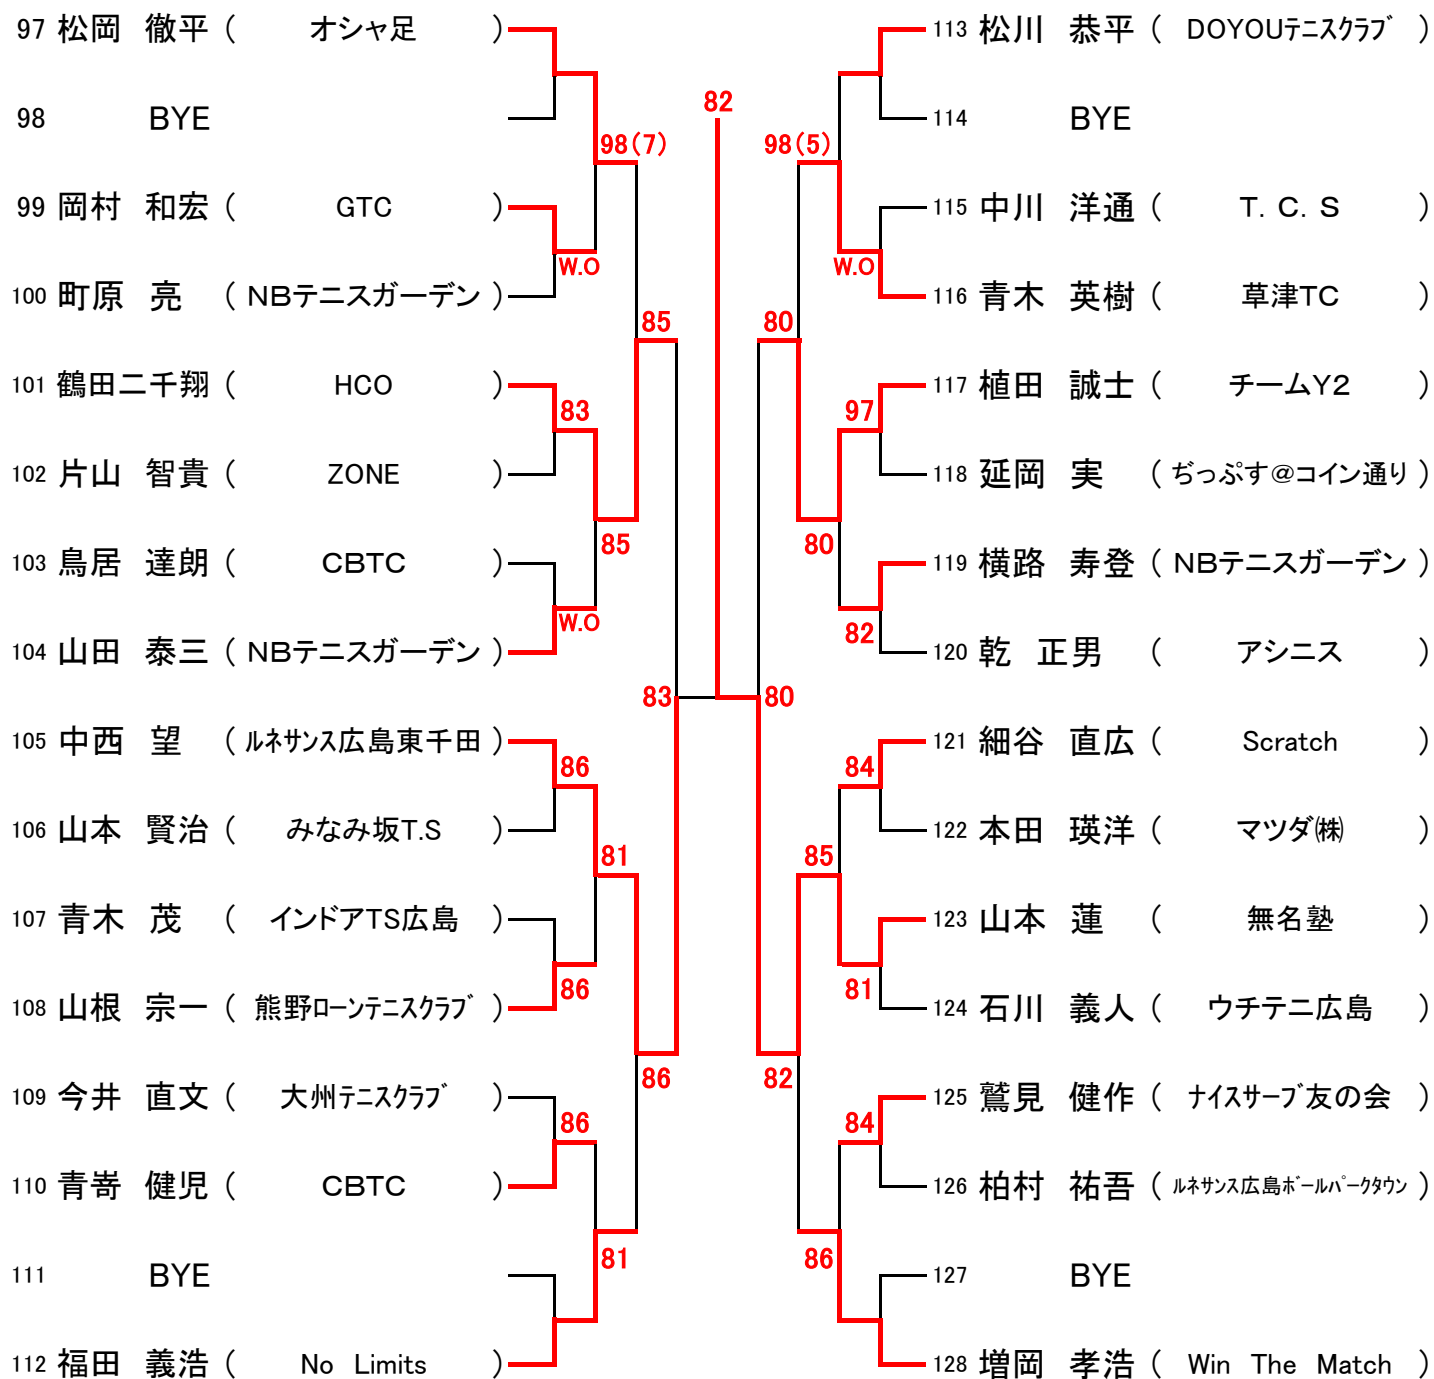 97 松岡 徹平 ( オシャ足 )
98 BYE
99 岡村 和宏 ( GTC )
100 町原 亮 ( NBテニスガーデン )
101 鶴田二千翔 ( HCO )
102 片山 智貴 ( ZONE )
103 鳥居 達朗 ( CBTC )
104 山田 泰三 ( NBテニスガーデン )
105 中西 望 ( ルネサンス広島東千田 )
106 山本 賢治 ( みなみ坂T.S )
107 青木 茂 ( インドアTS広島 )
108 山根 宗一 ( 熊野ローンテニスクラブ )
109 今井 直文 ( 大州テニスクラブ )
110 青嵜 健児 ( CBTC )
111 BYE
112 福田 義浩 ( No Limits )
W.O
83
W.O
86
86
86
98(7)
85
81
81
85
86
83
82
80
80
82
98(5)
80
85
86
W.O
97
82
84
81
84
113 松川 恭平 ( DOYOUテニスクラブ )
114 BYE
115 中川 洋通 ( T. C. S )
116 青木 英樹 ( 草津TC )
117 植田 誠士 ( チームY2 )
118 延岡 実 ( ぢっぷす@コイン通り )
119 横路 寿登 ( NBテニスガーデン )
120 乾 正男 ( アシニス )
121 細谷 直広 ( Scratch )
122 本田 瑛洋 ( マツダ㈱ )
123 山本 蓮 ( 無名塾 )
124 石川 義人 ( ウチテニ広島 )
125 鷲見 健作 ( ナイスサーブ友の会 )
126 柏村 祐吾 ( ルネサンス広島ボールパークタウン )
127 BYE
128 増岡 孝浩 ( Win The Match )